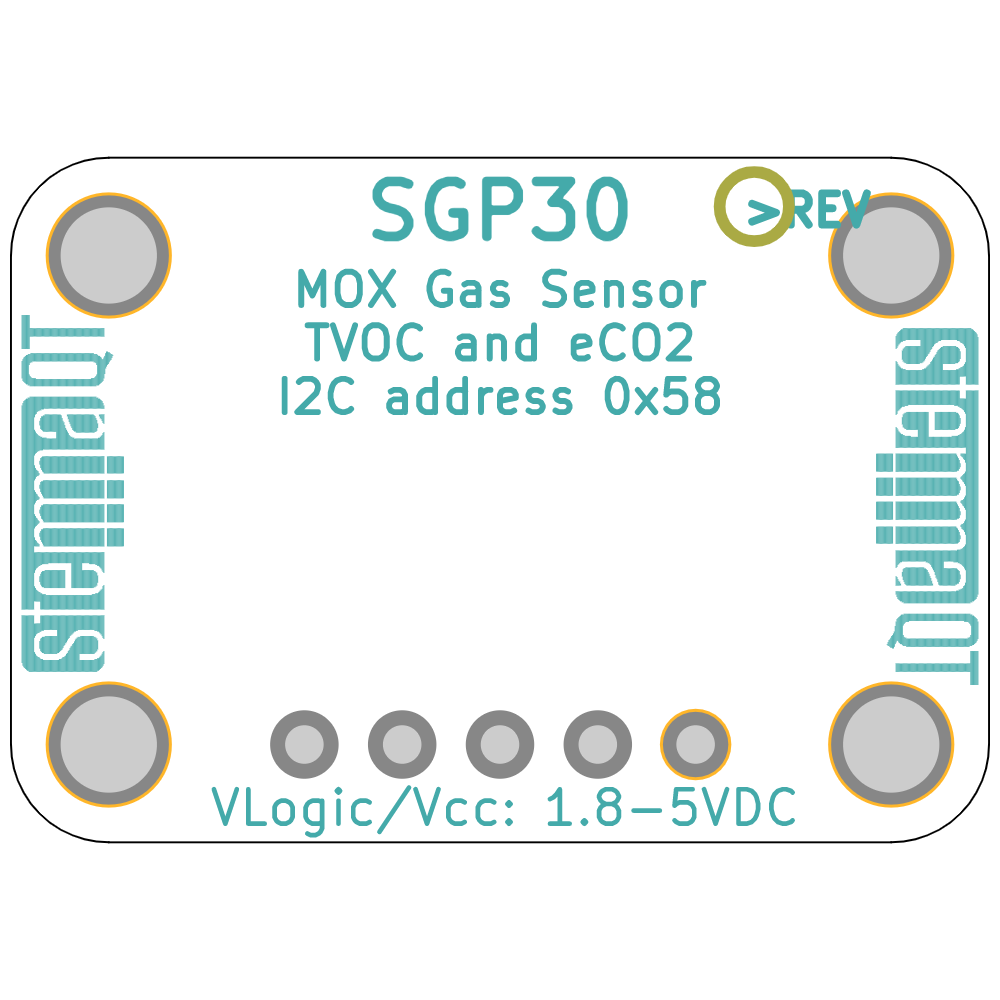 SGP30
>REV
MOX Gas Sensor
TVOC and eCO2
I2C address 0x58
stemmaQT
stemmaQT
VLogic/Vcc: 1.8-5VDC